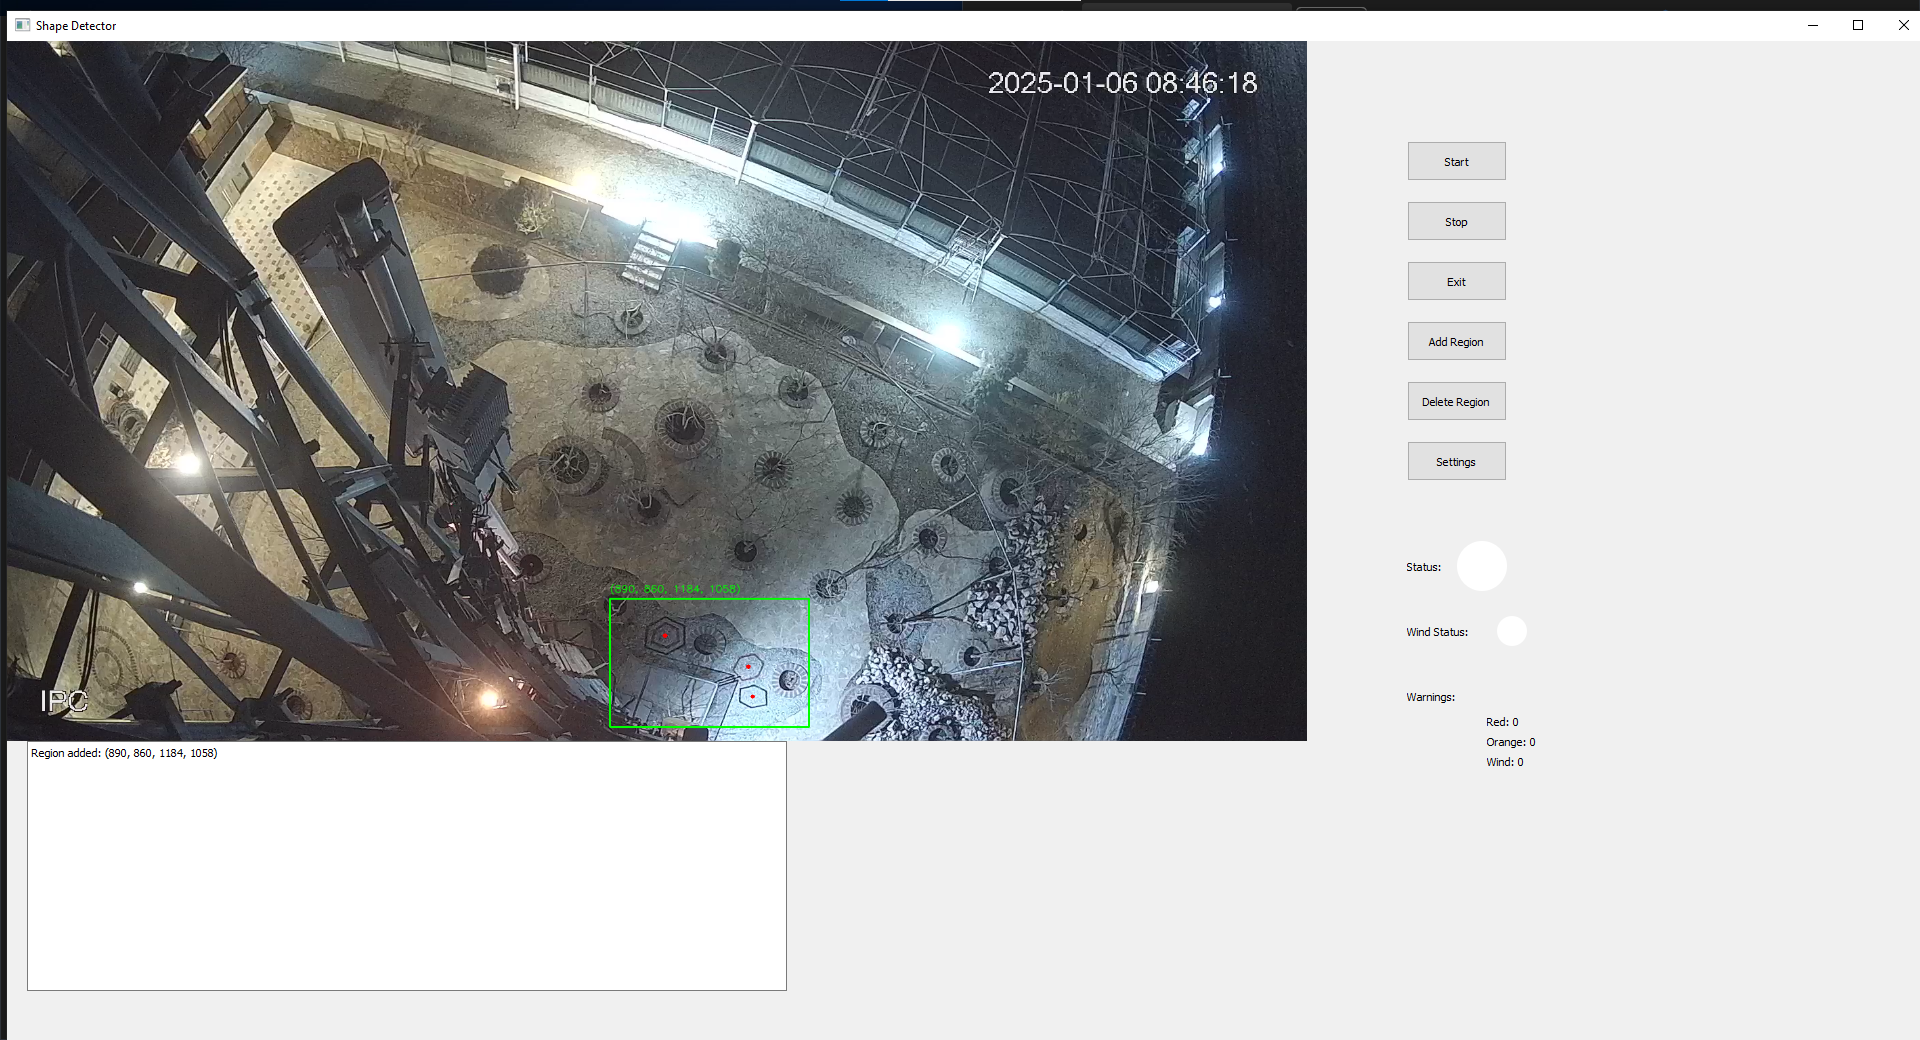 Shape Detector
2025-01-06 08:46:18
Start
Stop
Exit
Add Region
Delete Region
Settings
Status:
(890, 860, 1184, 1058)
Wind Status:
IPC
Warnings:
Red: 0
Orange: 0
Wind: 0
Region added: (890, 860, 1184, 1058)